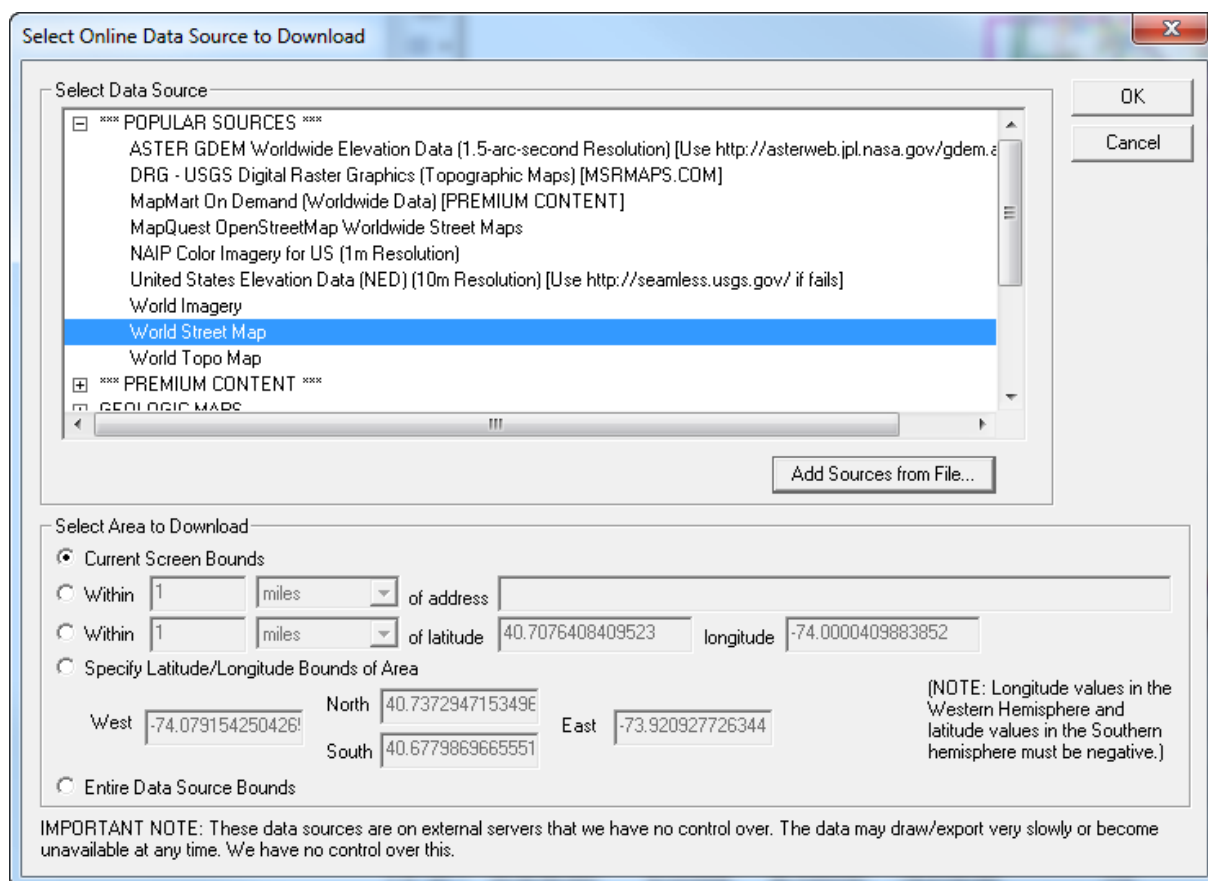 Select Online Data Source to Download
Select Data Source
*** POPULAR SOURCES ***
ASTER GDEM Worldwide Elevation Data (1.5-arc-second Resolution) [Use http://asterweb.jpl.nasa.gov/gdem.a
DRG - USGS Digital Raster Graphics (Topographic Maps) [MSRMAPS.COM]
MapMart On Demand (Worldwide Data) [PREMIUM CONTENT]
MapQuest OpenStreetMap Worldwide Street Maps
NAIP Color Imagery for US (1m Resolution)
United States Elevation Data (NED) (10m Resolution) [Use http://seamless.usgs.gov/ if fails]
World Imagery
World Street Map
World Topo Map
*** PREMIUM CONTENT ***
GEOLOGIC MAPS
OK
Cancel
Add Sources from File...
Select Area to Download
Current Screen Bounds
Within 1 miles of address
Within 1 miles of latitude 40.7076408409523 longitude -74.0000409883852
Specify Latitude/Longitude Bounds of Area
North 40.7372947153496
West -74.079154250426 East -73.920927726344
South 40.6779869665551
(NOTE: Longitude values in the
Western Hemisphere and
latitude values in the Southern
hemisphere must be negative.)
Entire Data Source Bounds
IMPORTANT NOTE: These data sources are on external servers that we have no control over. The data may draw/export very slowly or become
unavailable at any time. We have no control over this.